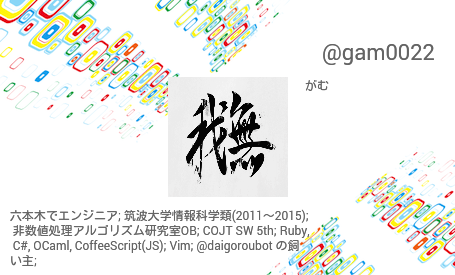 @gam0022
がむ
我無
六本木でエンジニア; 筑波大学情報科学類(2011～2015);
非数値処理アルゴリズム研究室OB; COJT SW 5th; Ruby,
C#, OCaml, CoffeeScript(JS); Vim; @daigoroubot の飼
い主;